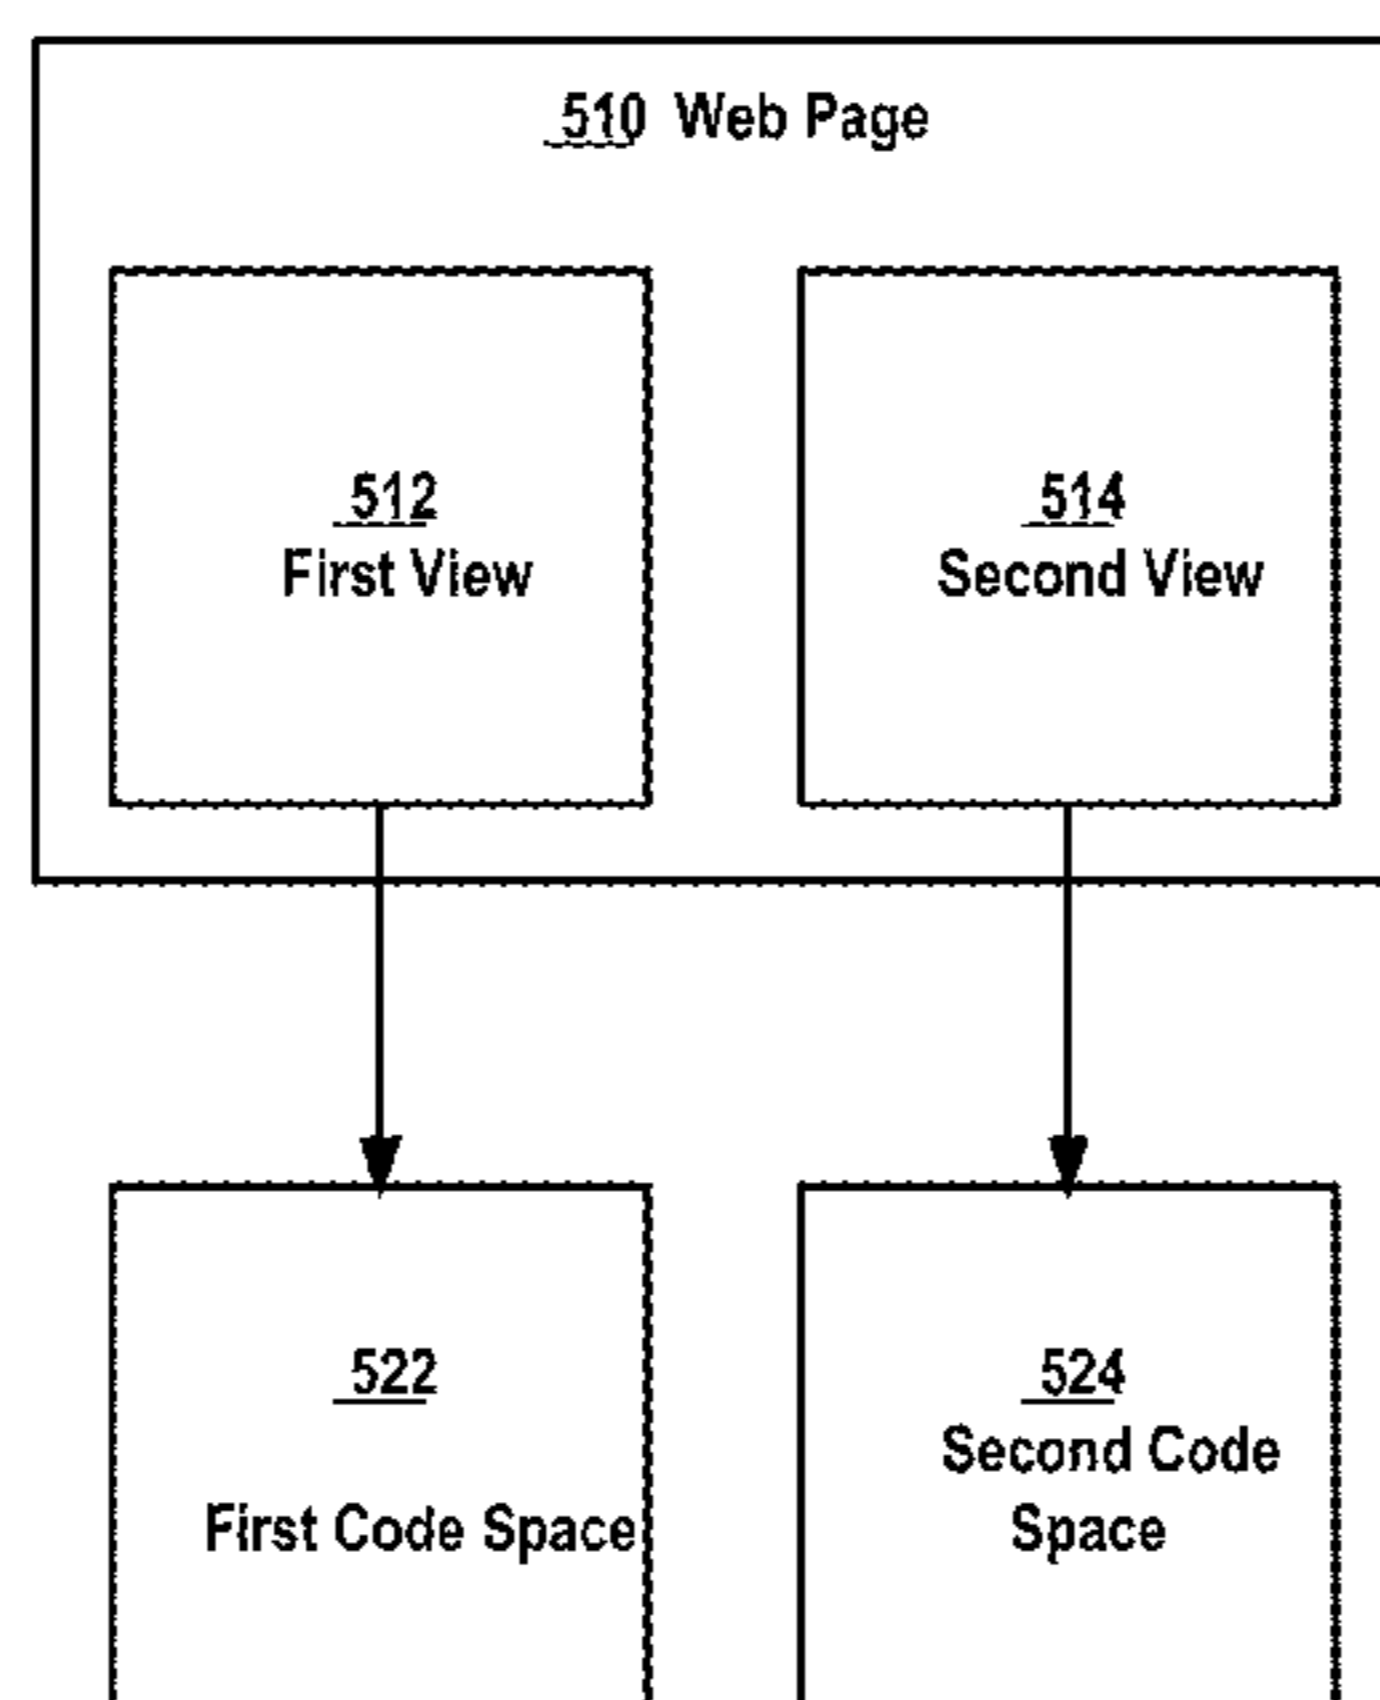 510 Web Page
512
First View
514
Second View
522
First Code Space
524
Second Code
Space